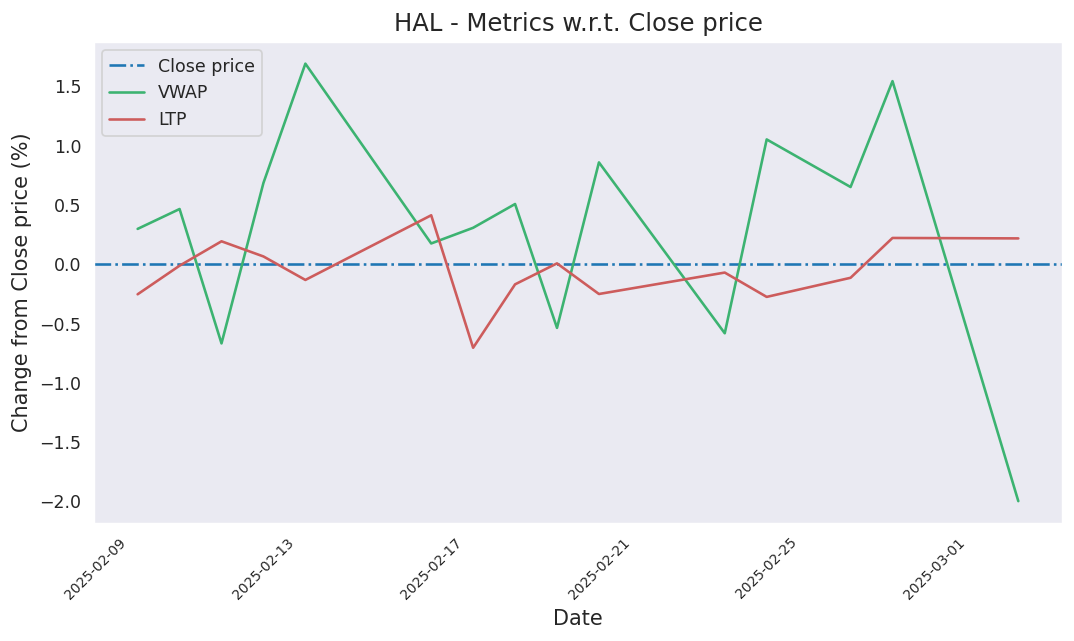 HAL - Metrics w.r.t. Close price
Close price
VWAP
LTP
Change from Close price (%)
1.5
1.0
0.5
0.0
−0.5
−1.0
−1.5
−2.0
2025-02-09
2025-02-13
2025-02-17
2025-02-21
2025-02-25
2025-03-01
Date